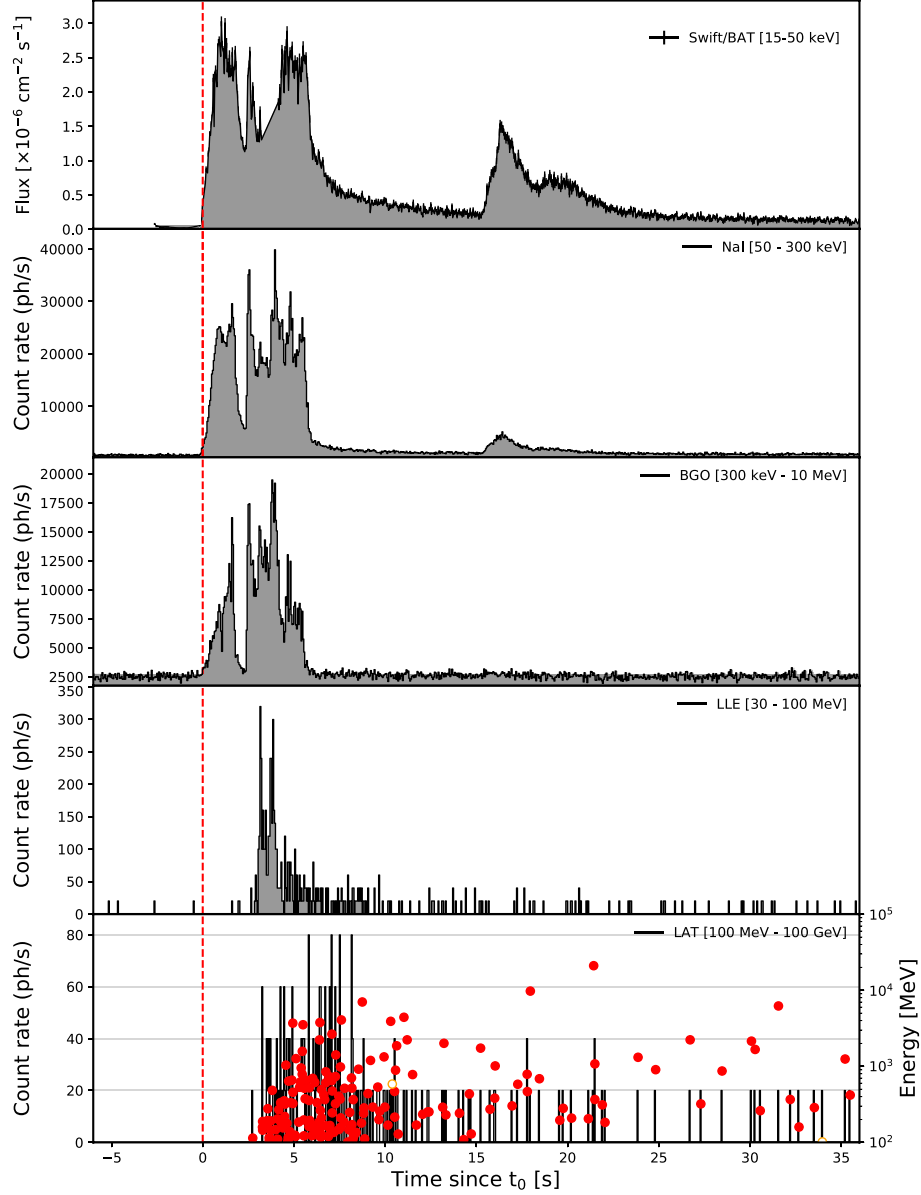 Flux [×10⁻⁶ cm⁻² s⁻¹]
3.0
2.5
2.0
1.5
1.0
0.5
0.0
Swift/BAT [15-50 keV]
Count rate (ph/s)
40000
30000
20000
10000
NaI [50 - 300 keV]
Count rate (ph/s)
20000
17500
15000
12500
10000
7500
5000
2500
BGO [300 keV - 10 MeV]
Count rate (ph/s)
350
300
250
200
150
100
50
0
LLE [30 - 100 MeV]
Count rate (ph/s)
80
60
40
20
0
LAT [100 MeV - 100 GeV]
10⁵
10⁴
10³
10²
Energy [MeV]
−5 0 5 10 15 20 25 30 35
Time since t₀ [s]